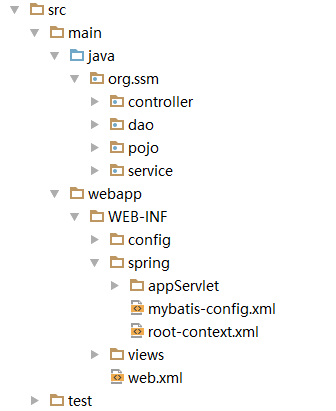 src
main
java
org.ssm
controller
dao
pojo
service
webapp
WEB-INF
config
spring
appServlet
mybatis-config.xml
root-context.xml
views
web.xml
test